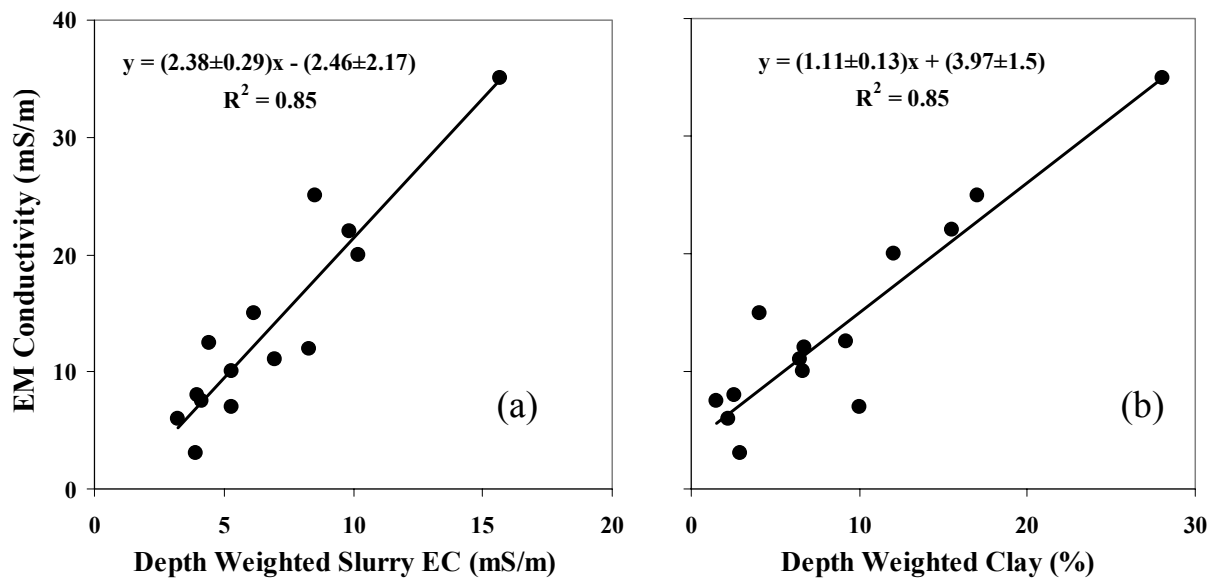 EM Conductivity (mS/m)
40
30
20
10
0
y = (2.38±0.29)x - (2.46±2.17)
R² = 0.85
(a)
0 5 10 15 20
Depth Weighted Slurry EC (mS/m)
y = (1.11±0.13)x + (3.97±1.5)
R² = 0.85
(b)
0 10 20 30
Depth Weighted Clay (%)